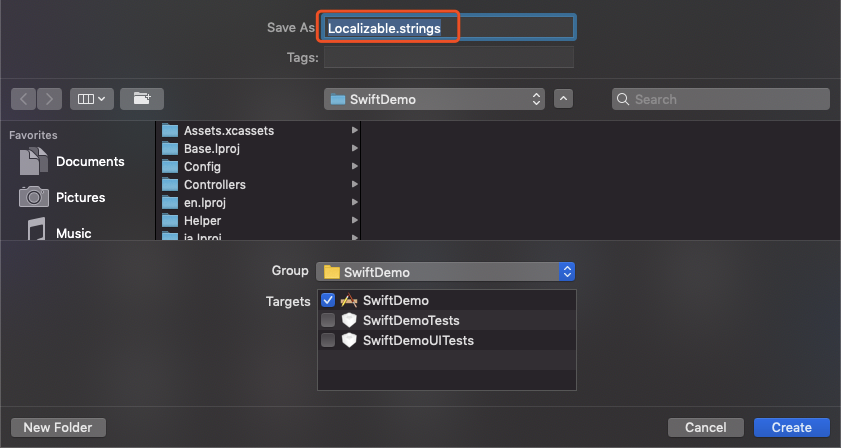 Save As
Localizable.strings
Tags:
SwiftDemo
Search
Favorites
Documents
Pictures
Music
Assets.xcassets
Base.lproj
Config
Controllers
en.lproj
Helper
ja.lproj
Group
SwiftDemo
Targets
SwiftDemo
SwiftDemoTests
SwiftDemoUITests
New Folder
Cancel
Create